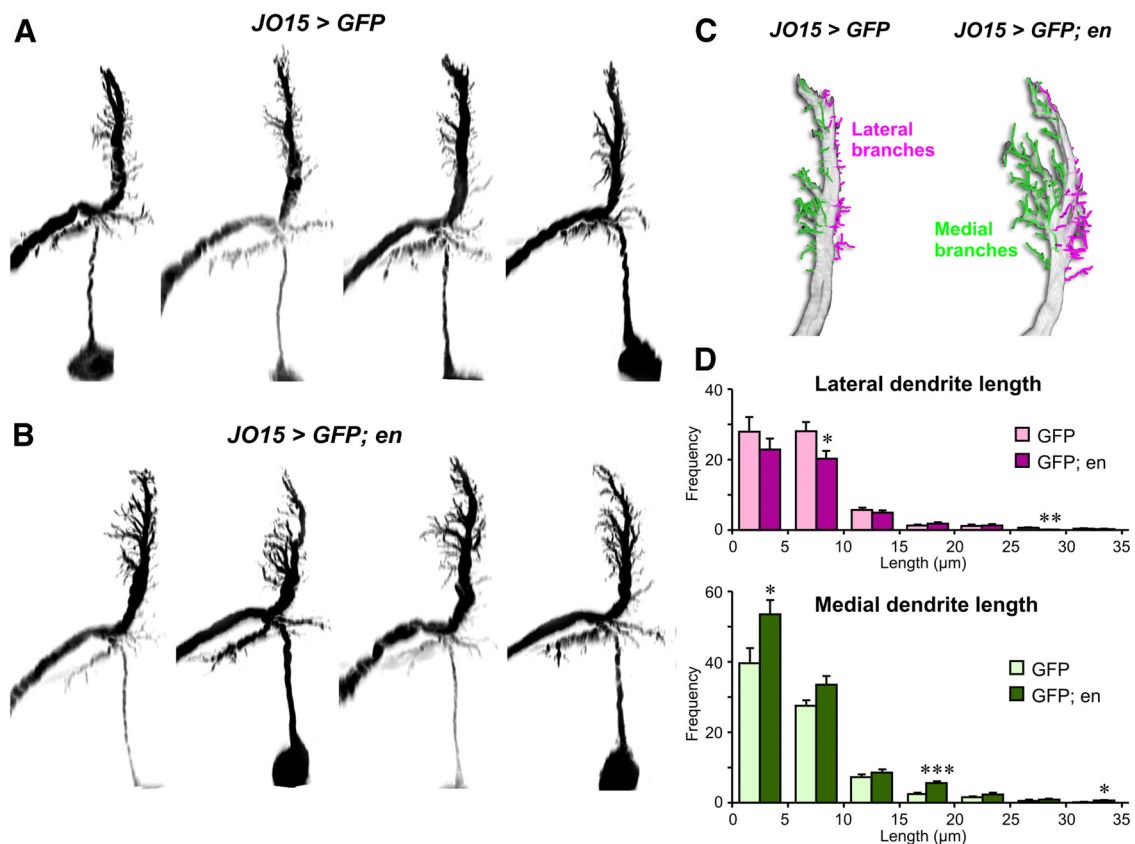 A
JO15 > GFP
B
JO15 > GFP; en
C
JO15 > GFP
JO15 > GFP; en
Lateral
branches
Medial
branches
D
Lateral dendrite length
40
20
0
Frequency
GFP
GFP; en
*
**
0 5 10 15 20 25 30 35
Length (µm)
Medial dendrite length
60
40
20
0
Frequency
GFP
GFP; en
*
***
*
0 5 10 15 20 25 30 35
Length (µm)